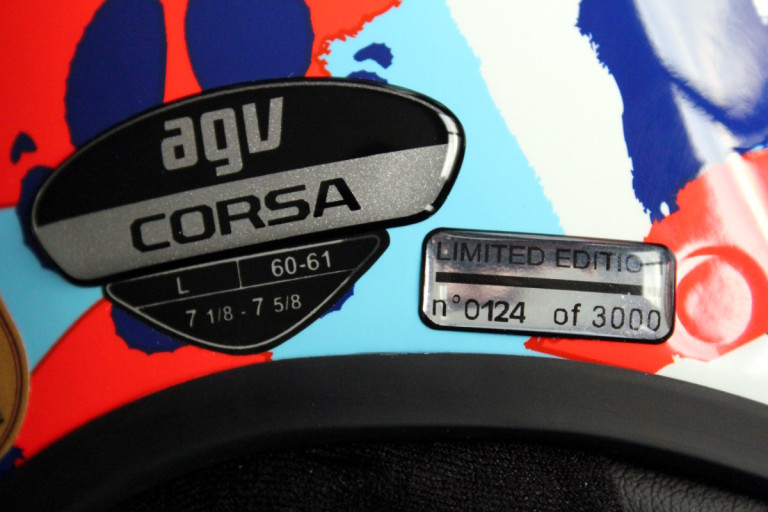 agv
CORSA
L 60-61
7 1/8 - 7 5/8
LIMITED EDITIO
n°0124 of 3000